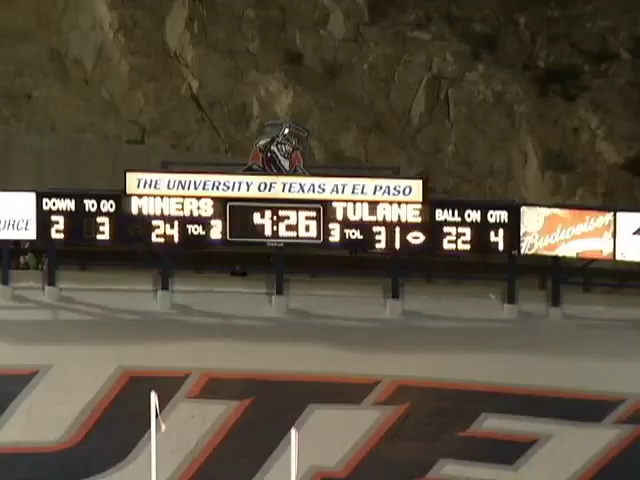 THE UNIVERSITY OF TEXAS AT EL PASO
DOWN TO GO MINERS 4:26 TULANE BALL ON QTR
2 3 24 TOL 2 3 TOL 31 22 4
Budweiser
UTE